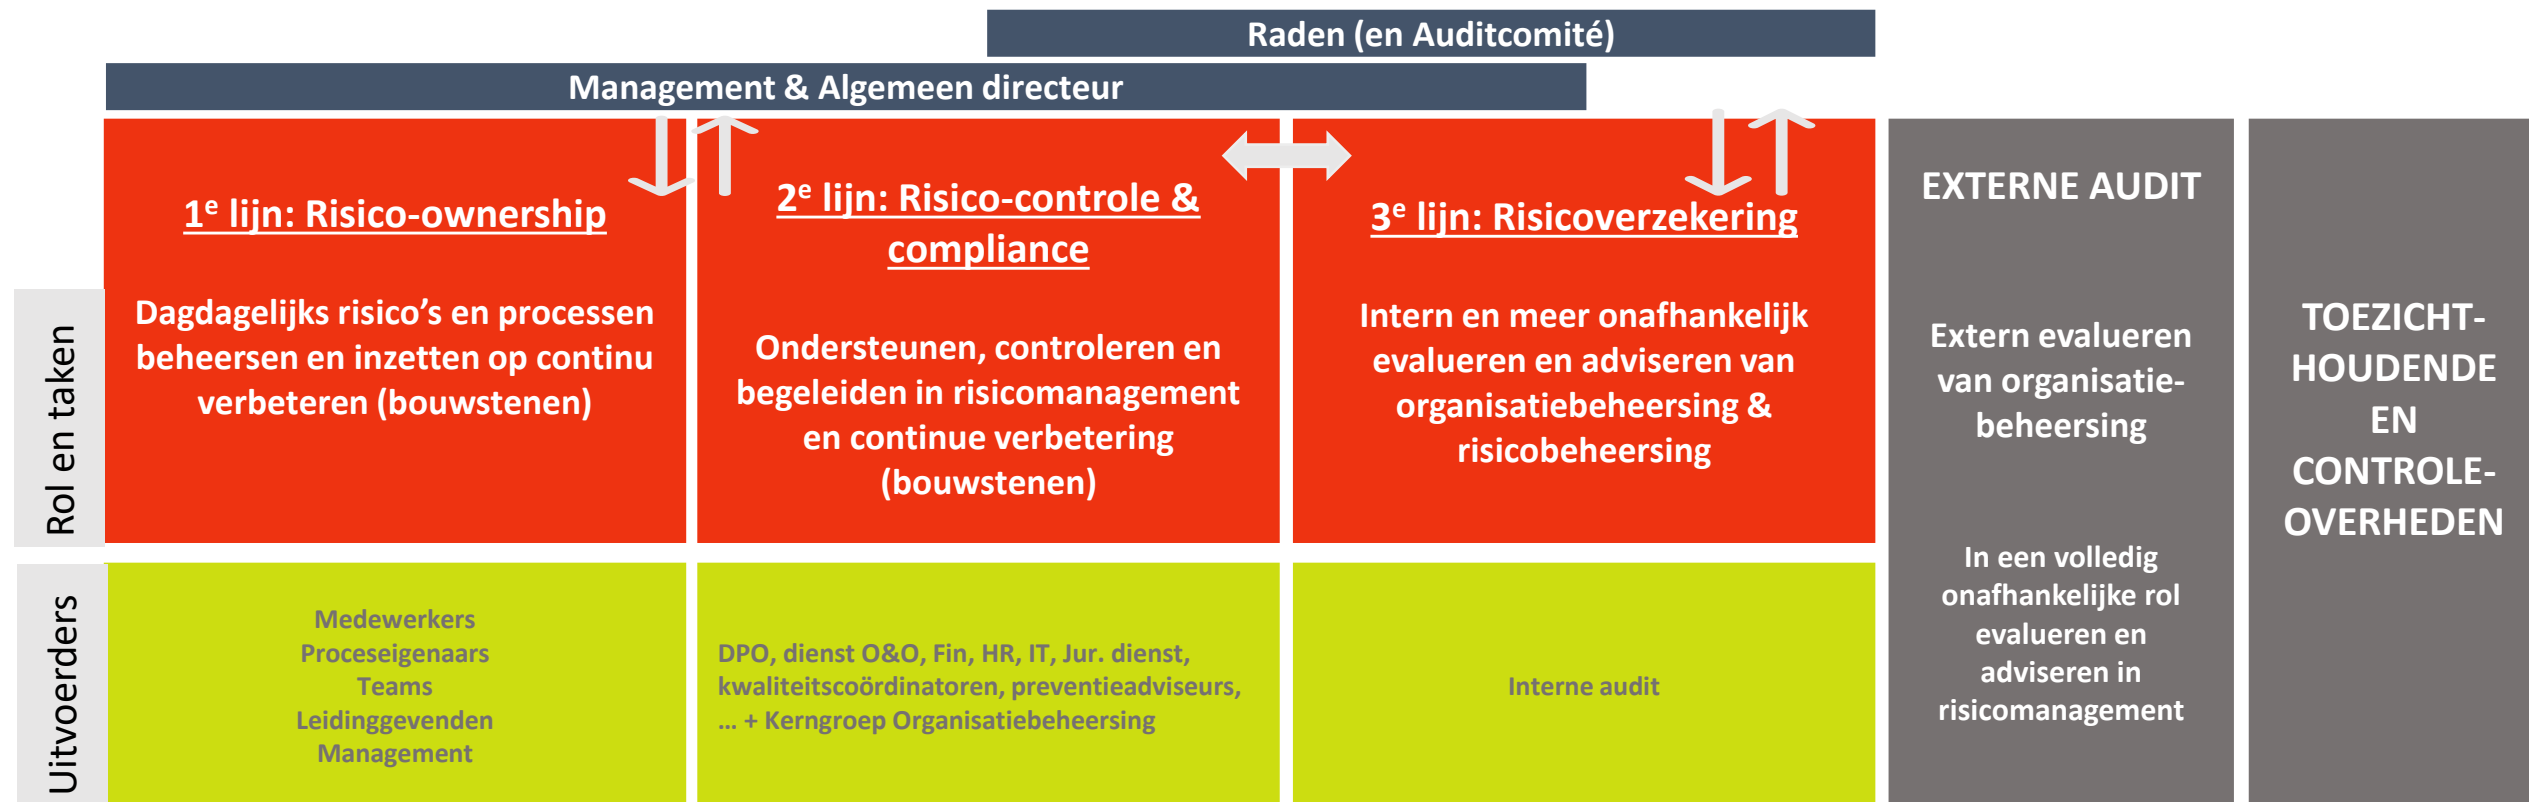 Raden (en Auditcomité)
Management & Algemeen directeur
Rol en taken
1e lijn: Risico-ownership
Dagdagelijks risico’s en processen
beheersen en inzetten op continu
verbeteren (bouwstenen)
2e lijn: Risico-controle &
compliance
Ondersteunen, controleren en
begeleiden in risicomanagement
en continue verbetering
(bouwstenen)
3e lijn: Risicoverzekering
Intern en meer onafhankelijk
evalueren en adviseren van
organisatiebeheersing &
risicobeheersing
EXTERNE AUDIT
Extern evalueren
van organisatie-
beheersing
In een volledig
onafhankelijke rol
evalueren en
adviseren in
risicomanagement
TOEZICHT-
HOUDENDE
EN
CONTROLE-
OVERHEDEN
Uitvoerders
Medewerkers
Proceseigenaars
Teams
Leidinggevenden
Management
DPO, dienst O&O, Fin, HR, IT, Jur. dienst,
kwaliteitscoördinatoren, preventieadviseurs,
… + Kerngroep Organisatiebeheersing
Interne audit